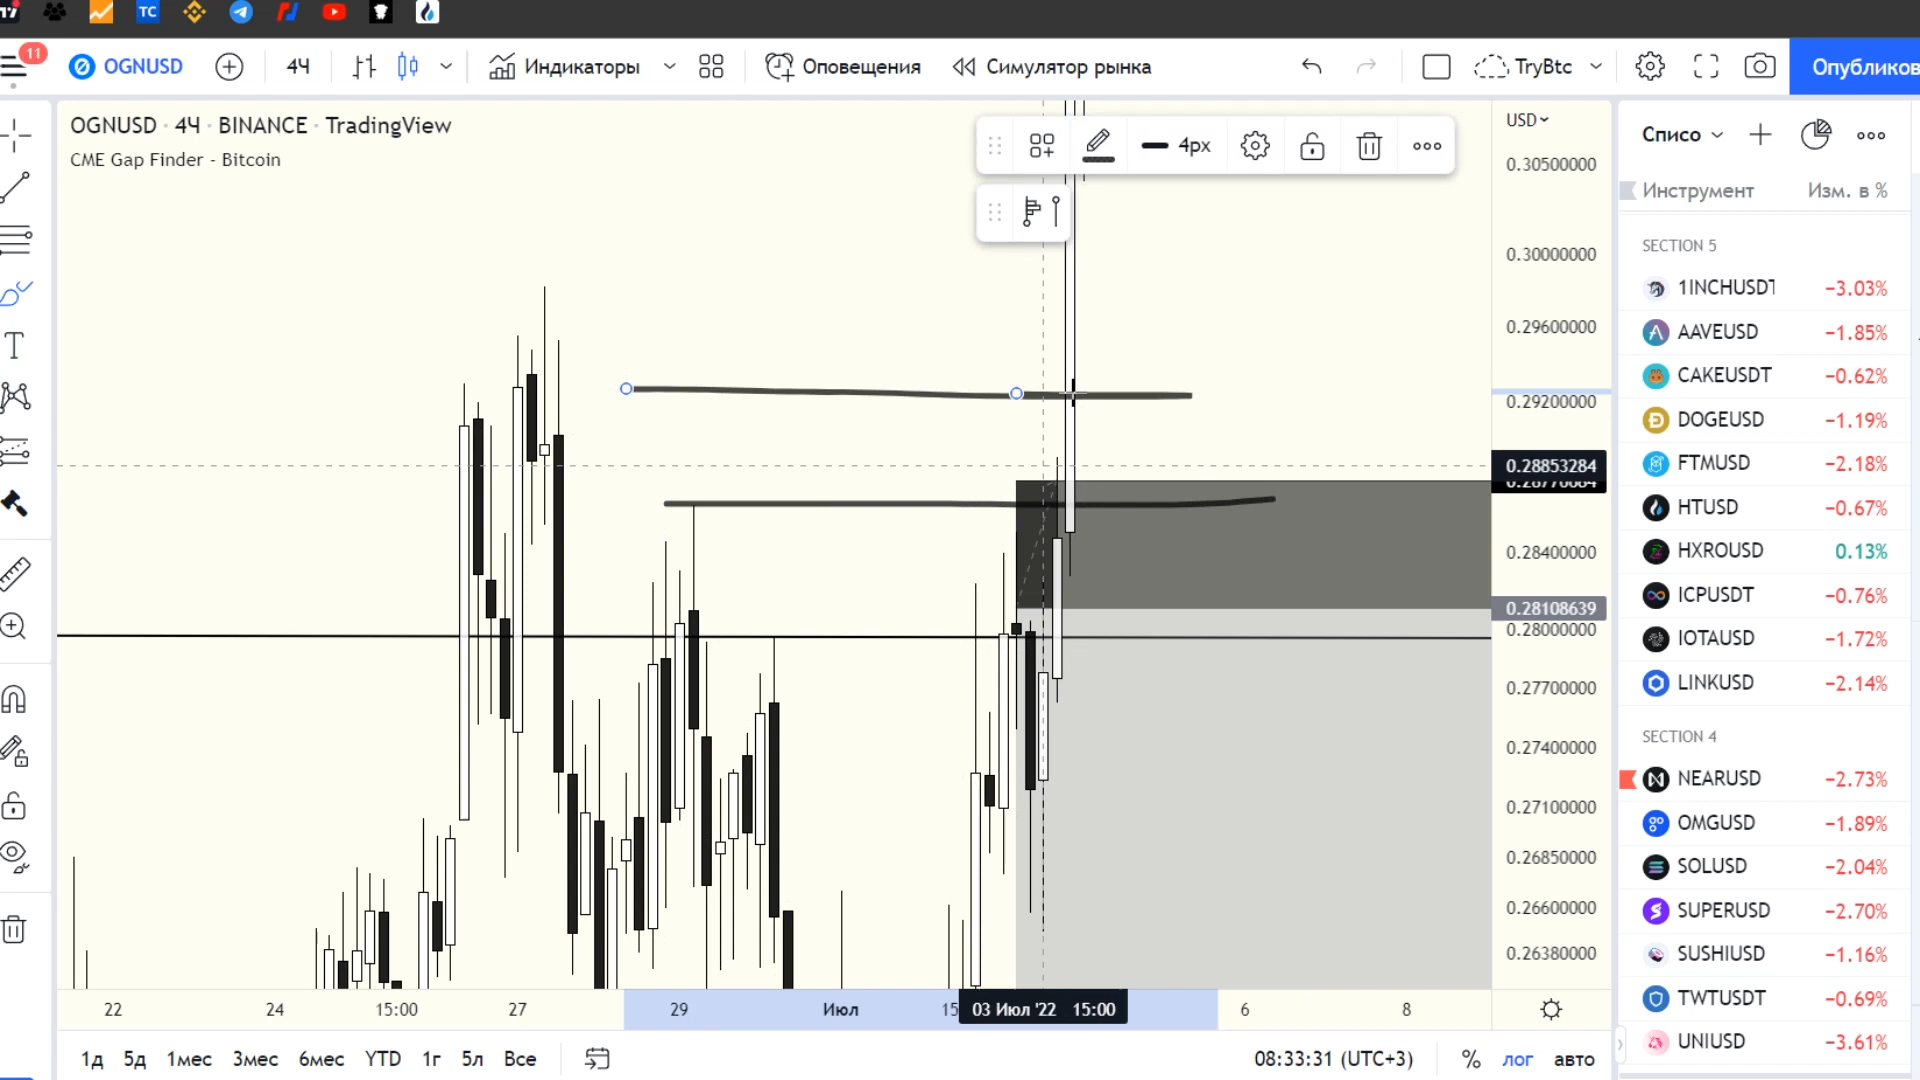 TC
11
OGNUSD
4Ч
Индикаторы
Оповещения
Симулятор рынка
TryBtc
Опубликов
OGNUSD · 4Ч · BINANCE · TradingView
CME Gap Finder - Bitcoin
4px
USD
0.30500000
0.30000000
0.29600000
0.29200000
0.28853284
0.28400000
0.28108639
0.28000000
0.27700000
0.27400000
0.27100000
0.26850000
0.26600000
0.26380000
22
24
15:00
27
29
Июл
15
03 Июл '22 15:00
6
8
1д
5д
1мес
3мес
6мес
YTD
1г
5л
Все
08:33:31 (UTC+3)
%
лог
авто
Списо
Инструмент
Изм. в %
SECTION 5
1INCHUSDT −3.03%
AAVEUSD −1.85%
CAKEUSDT −0.62%
DOGEUSD −1.19%
FTMUSD −2.18%
HTUSD −0.67%
HXROUSD 0.13%
ICPUSDT −0.76%
IOTAUSD −1.72%
LINKUSD −2.14%
SECTION 4
NEARUSD −2.73%
OMGUSD −1.89%
SOLUSD −2.04%
SUPERUSD −2.70%
SUSHIUSD −1.16%
TWTUSDT −0.69%
UNIUSD −3.61%